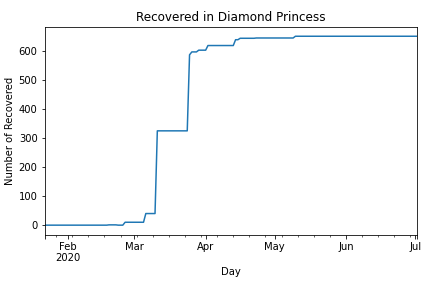 Recovered in Diamond Princess
Number of Recovered
600
500
400
300
200
100
0
Feb
2020
Mar
Apr
May
Jun
Jul
Day